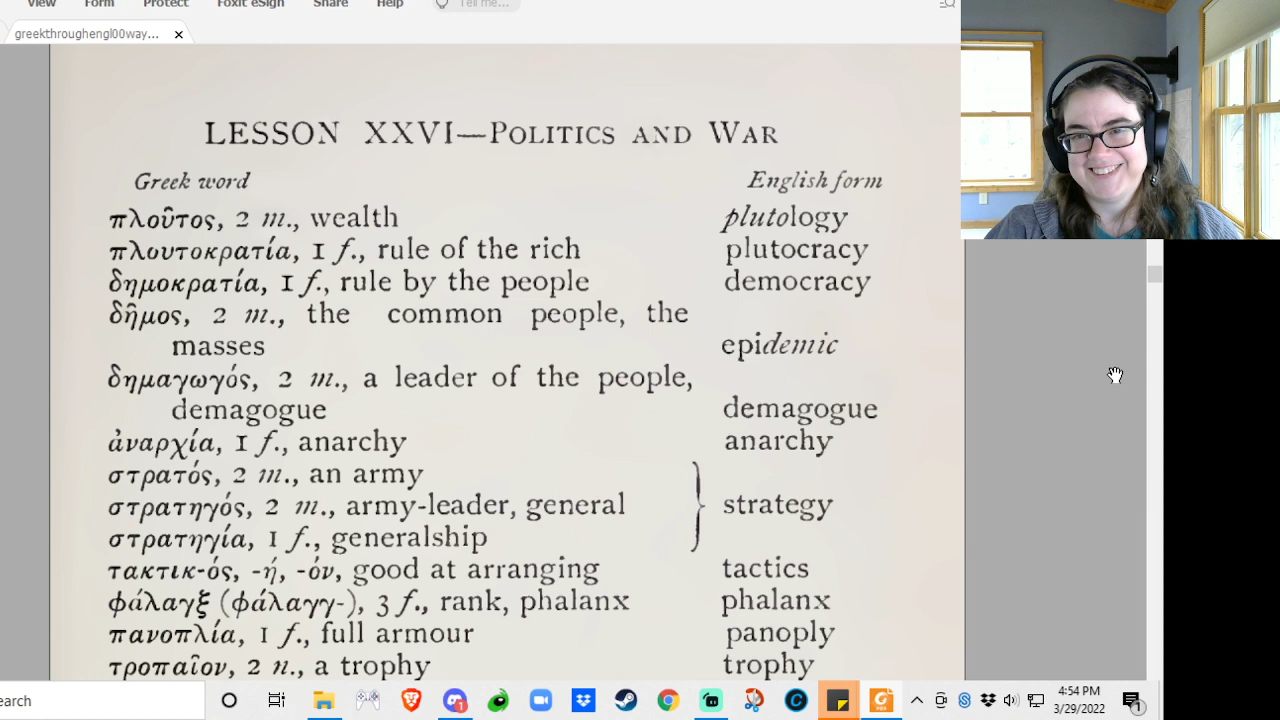 View Form Protect Foxit eSign Share Help Tell me...
greekthroughengl00way... ×
LESSON XXVI—POLITICS AND WAR
Greek word English form
πλοῦτος, 2 m., wealth plutology
πλουτοκρατία, 1 f., rule of the rich plutocracy
δημοκρατία, 1 f., rule by the people democracy
δῆμος, 2 m., the common people, the
masses epidemic
δημαγωγός, 2 m., a leader of the people,
demagogue demagogue
ἀναρχία, 1 f., anarchy anarchy
στρατός, 2 m., an army
στρατηγός, 2 m., army-leader, general strategy
στρατηγία, 1 f., generalship
τακτικ-ός, -ή, -όν, good at arranging tactics
φάλαγξ (φάλαγγ-), 3 f., rank, phalanx phalanx
πανοπλία, 1 f., full armour panoply
τροπαῖον, 2 n., a trophy trophy
earch
4:54 PM
3/29/2022